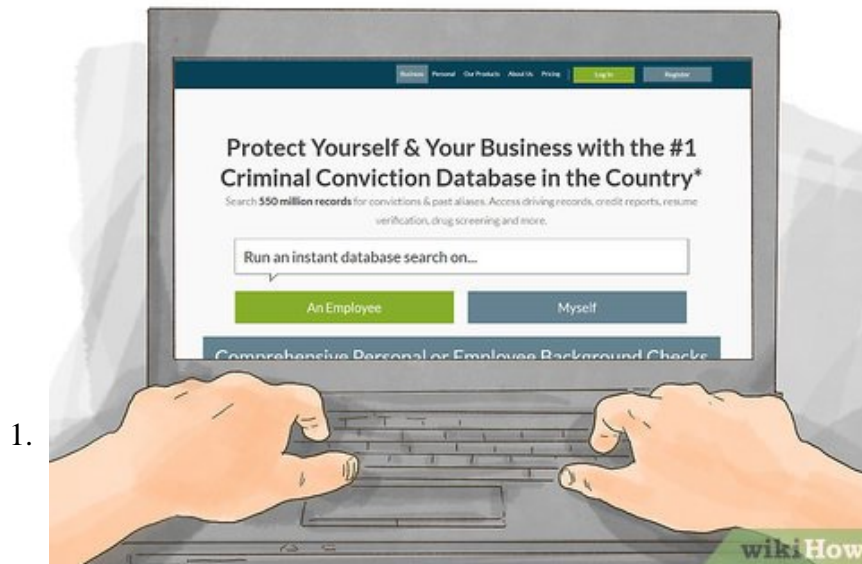 Business Personal Our Products About Us Pricing Log In Register
Protect Yourself & Your Business with the #1
Criminal Conviction Database in the Country*
Search 550 million records for convictions & past aliases. Access driving records, credit reports, resume
verification, drug screening and more.
Run an instant database search on...
An Employee Myself
Comprehensive Personal or Employee Background Checks
1.
wikiHow